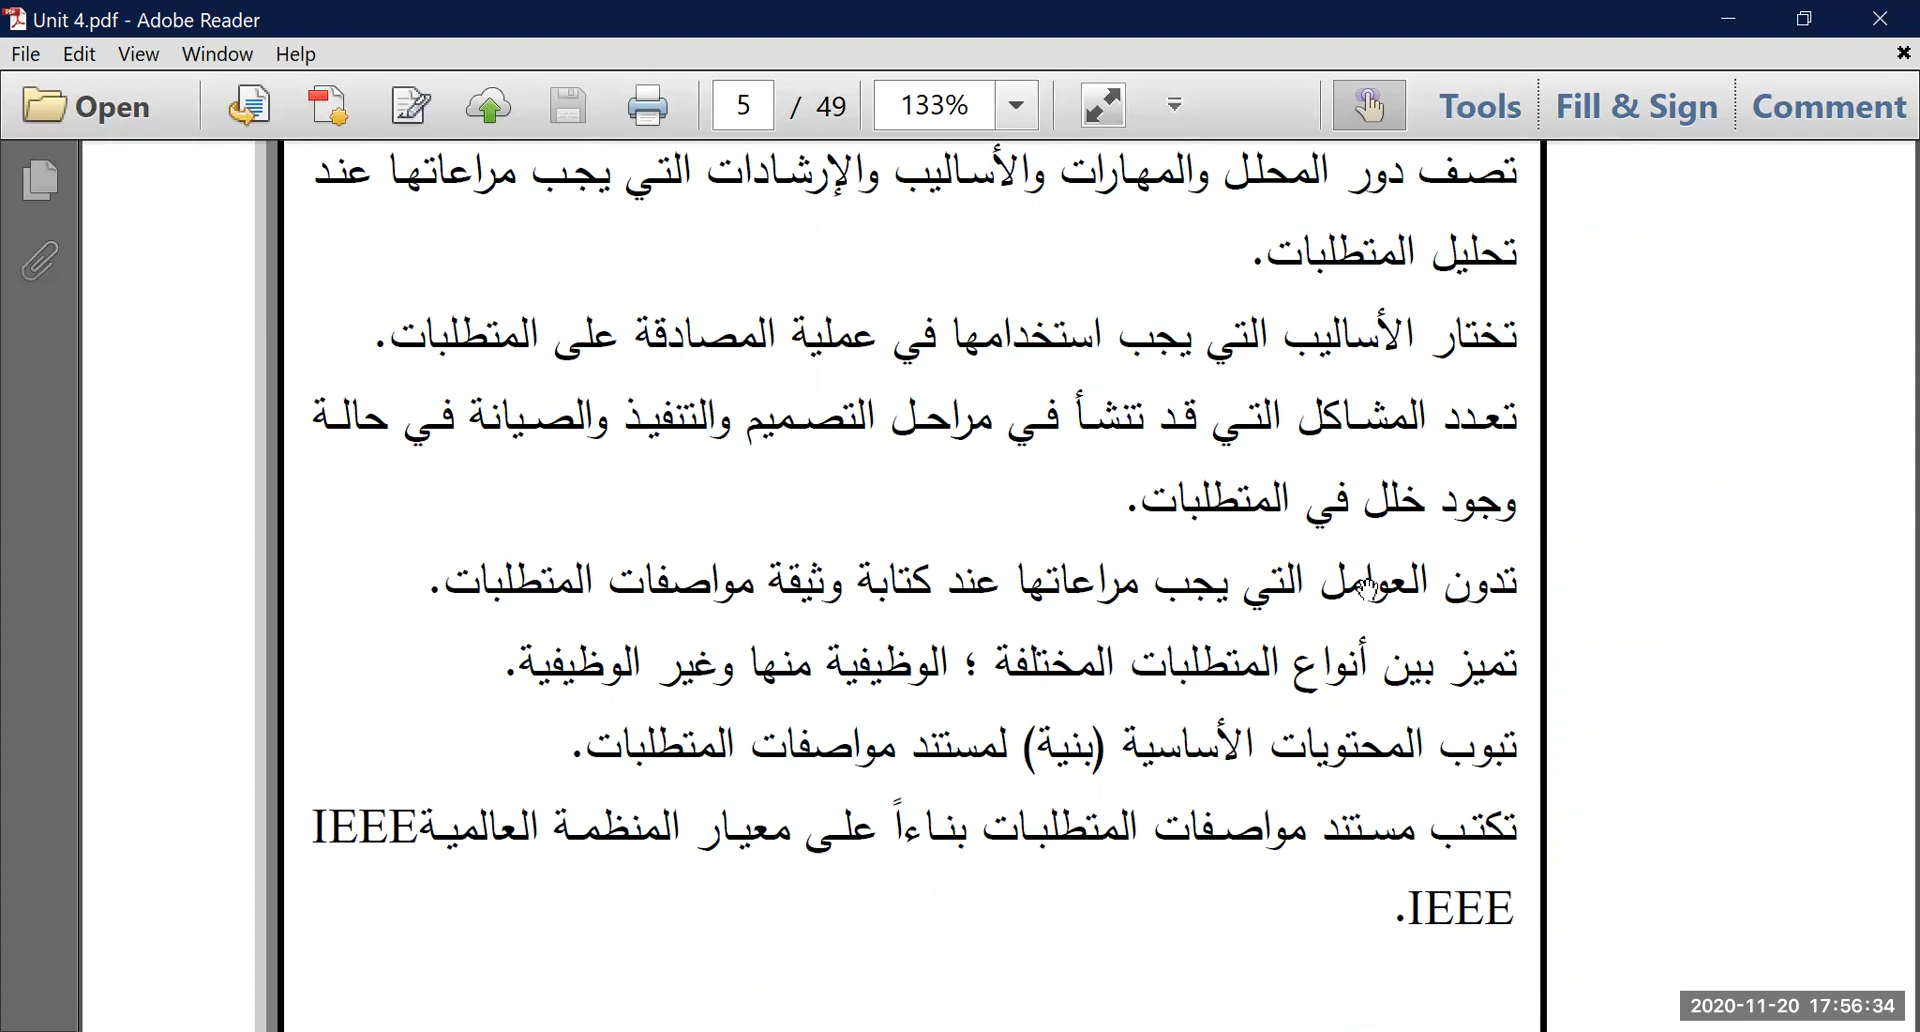 Unit 4.pdf - Adobe Reader
File Edit View Window Help
Open 5 / 49 133% Tools Fill & Sign Comment
تصف دور المحلل والمهارات والأساليب والإرشادات التي يجب مراعاتها عند
تحليل المتطلبات.
تختار الأساليب التي يجب استخدامها في عملية المصادقة على المتطلبات.
تعدد المشاكل التي قد تنشأ في مراحل التصميم والتنفيذ والصيانة في حالة
وجود خلل في المتطلبات.
تدون العوامل التي يجب مراعاتها عند كتابة وثيقة مواصفات المتطلبات.
تميز بين أنواع المتطلبات المختلفة ؛ الوظيفية منها وغير الوظيفية.
تبوب المحتويات الأساسية (بنية) لمستند مواصفات المتطلبات.
تكتب مستند مواصفات المتطلبات بناءاً على معيار المنظمة العالمية IEEE
IEEE.
2020-11-20 17:56:34